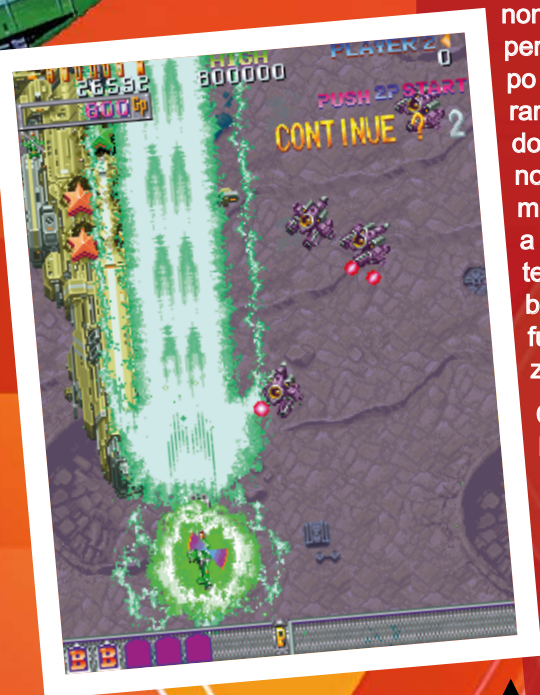 HIGH
PLAYER 2
26592
800000
0
800 Gp
PUSH 2P START
CONTINUE ? 2
B B
P
non
per
po
ran
do
no
m
a
te
b
fu
z